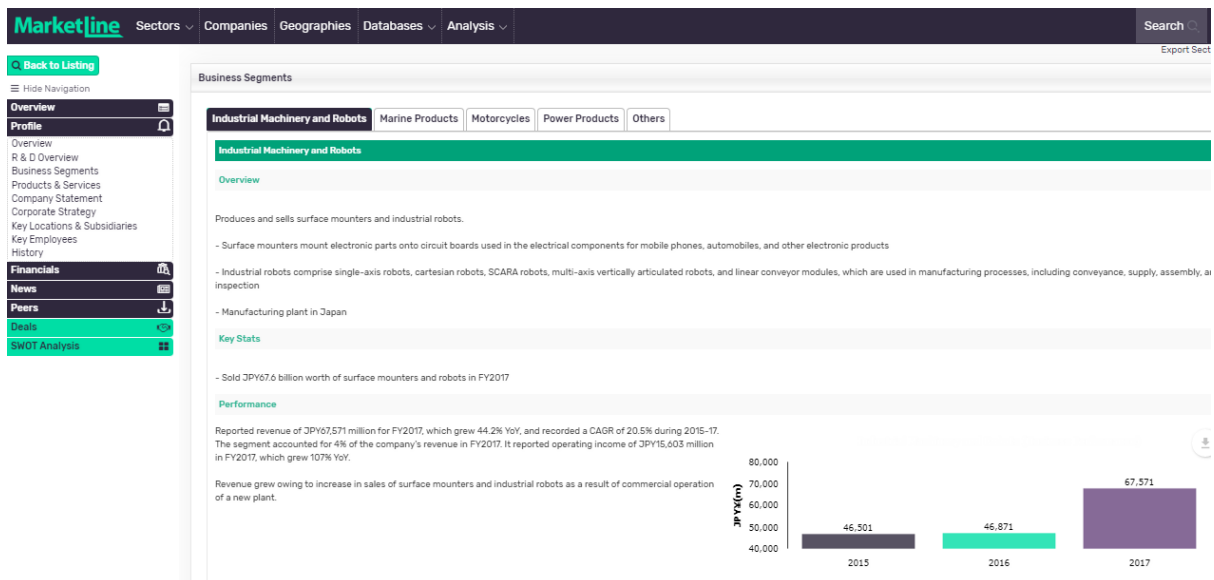 Marketline Sectors Companies Geographies Databases Analysis Search
Export Sect
Back to Listing
Hide Navigation
Overview
Profile
Overview
R & D Overview
Business Segments
Products & Services
Company Statement
Corporate Strategy
Key Locations & Subsidiaries
Key Employees
History
Financials
News
Peers
Deals
SWOT Analysis
Business Segments
Industrial Machinery and Robots Marine Products Motorcycles Power Products Others
Industrial Machinery and Robots
Overview
Produces and sells surface mounters and industrial robots.
- Surface mounters mount electronic parts onto circuit boards used in the electrical components for mobile phones, automobiles, and other electronic products
- Industrial robots comprise single-axis robots, cartesian robots, SCARA robots, multi-axis vertically articulated robots, and linear conveyor modules, which are used in manufacturing processes, including conveyance, supply, assembly, a
inspection
- Manufacturing plant in Japan
Key Stats
- Sold JPY67.6 billion worth of surface mounters and robots in FY2017
Performance
Reported revenue of JPY67,571 million for FY2017, which grew 44.2% YoY, and recorded a CAGR of 20.5% during 2015-17.
The segment accounted for 4% of the company's revenue in FY2017. It reported operating income of JPY15,603 million
in FY2017, which grew 107% YoY.
Revenue grew owing to increase in sales of surface mounters and industrial robots as a result of commercial operation
of a new plant.
JPY(m)
80,000
70,000
60,000
50,000
40,000
46,501
46,871
67,571
2015 2016 2017